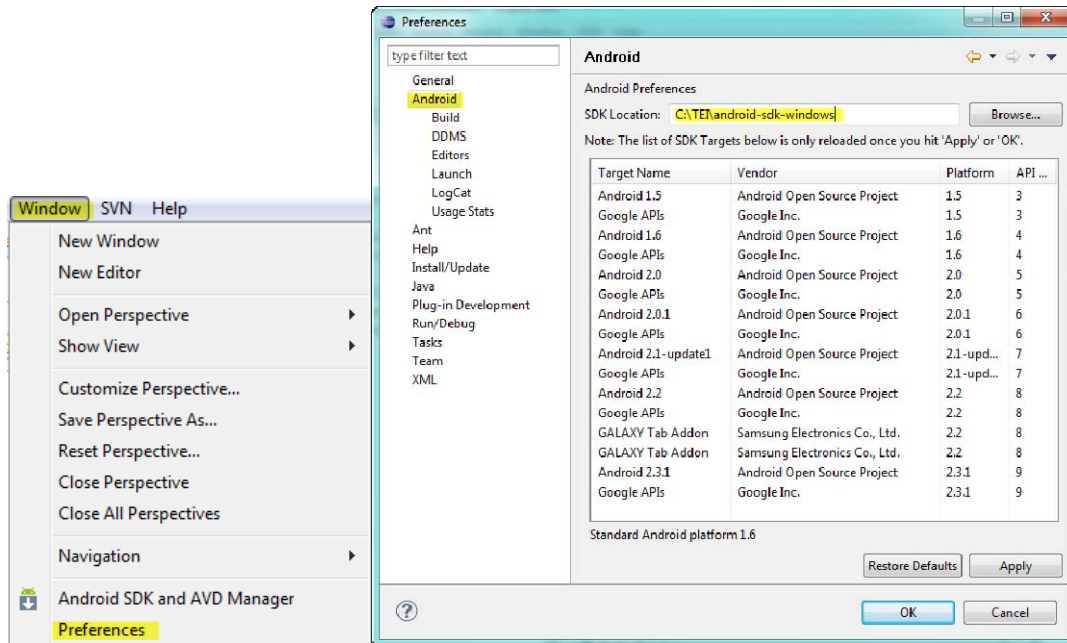 Window SVN Help
New Window
New Editor
Open Perspective
Show View
Customize Perspective...
Save Perspective As...
Reset Perspective...
Close Perspective
Close All Perspectives
Navigation
Android SDK and AVD Manager
Preferences
Preferences
type filter text
General
Android
Build
DDMS
Editors
Launch
LogCat
Usage Stats
Ant
Help
Install/Update
Java
Plug-in Development
Run/Debug
Tasks
Team
XML
Android
Android Preferences
SDK Location: C:\TEI\android-sdk-windows Browse...
Note: The list of SDK Targets below is only reloaded once you hit 'Apply' or 'OK'.
Target Name Vendor Platform API ...
Android 1.5 Android Open Source Project 1.5 3
Google APIs Google Inc. 1.5 3
Android 1.6 Android Open Source Project 1.6 4
Google APIs Google Inc. 1.6 4
Android 2.0 Android Open Source Project 2.0 5
Google APIs Google Inc. 2.0 5
Android 2.0.1 Android Open Source Project 2.0.1 6
Google APIs Google Inc. 2.0.1 6
Android 2.1-update1 Android Open Source Project 2.1-upd... 7
Google APIs Google Inc. 2.1-upd... 7
Android 2.2 Android Open Source Project 2.2 8
Google APIs Google Inc. 2.2 8
GALAXY Tab Addon Samsung Electronics Co., Ltd. 2.2 8
GALAXY Tab Addon Samsung Electronics Co., Ltd. 2.2 8
Android 2.3.1 Android Open Source Project 2.3.1 9
Google APIs Google Inc. 2.3.1 9
Standard Android platform 1.6
Restore Defaults Apply
? OK Cancel